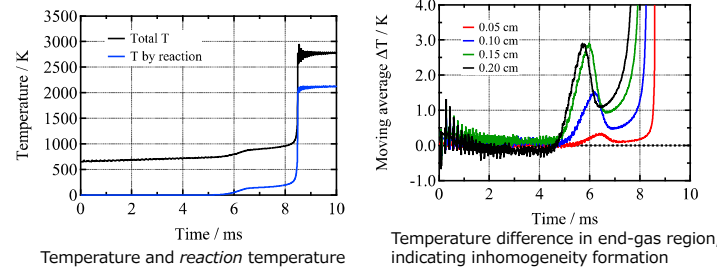 3500
3000
2500
2000
1500
1000
500
0
Temperature / K
Total T
T by reaction
0 2 4 6 8 10
Time / ms
Temperature and reaction temperature
4.0
3.0
2.0
1.0
0.0
-1.0
Moving average ΔT / K
0.05 cm
0.10 cm
0.15 cm
0.20 cm
0 2 4 6 8 10
Time / ms
Temperature difference in end-gas region,
indicating inhomogeneity formation